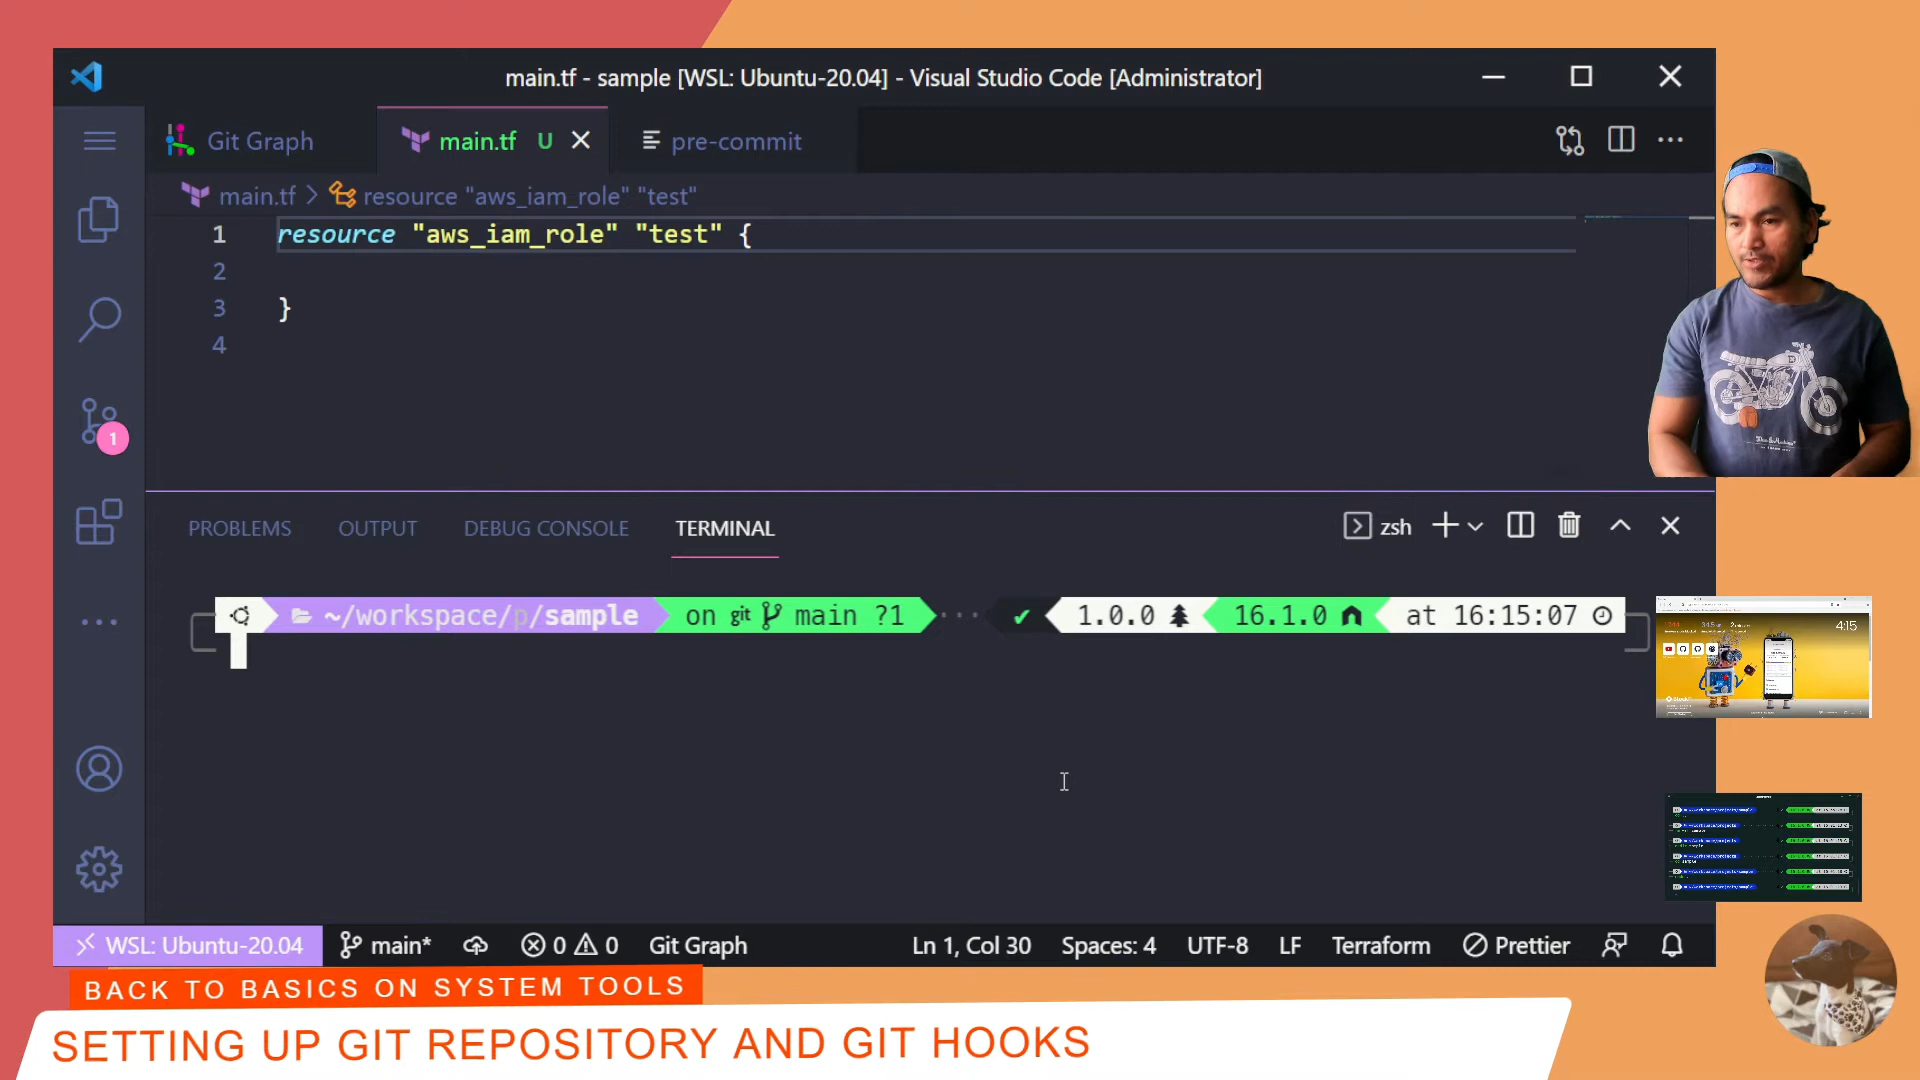 main.tf - sample [WSL: Ubuntu-20.04] - Visual Studio Code [Administrator]
Git Graph
main.tf U
pre-commit
main.tf > resource "aws_iam_role" "test"
1 resource "aws_iam_role" "test" {
2
3 }
4
1
PROBLEMS OUTPUT DEBUG CONSOLE TERMINAL
zsh
~/workspace/p/sample on git main ?1 ··· ✔ 1.0.0 16.1.0 at 16:15:07
4:15
WSL: Ubuntu-20.04 main* 0 0 Git Graph Ln 1, Col 30 Spaces: 4 UTF-8 LF Terraform Prettier
BACK TO BASICS ON SYSTEM TOOLS
SETTING UP GIT REPOSITORY AND GIT HOOKS